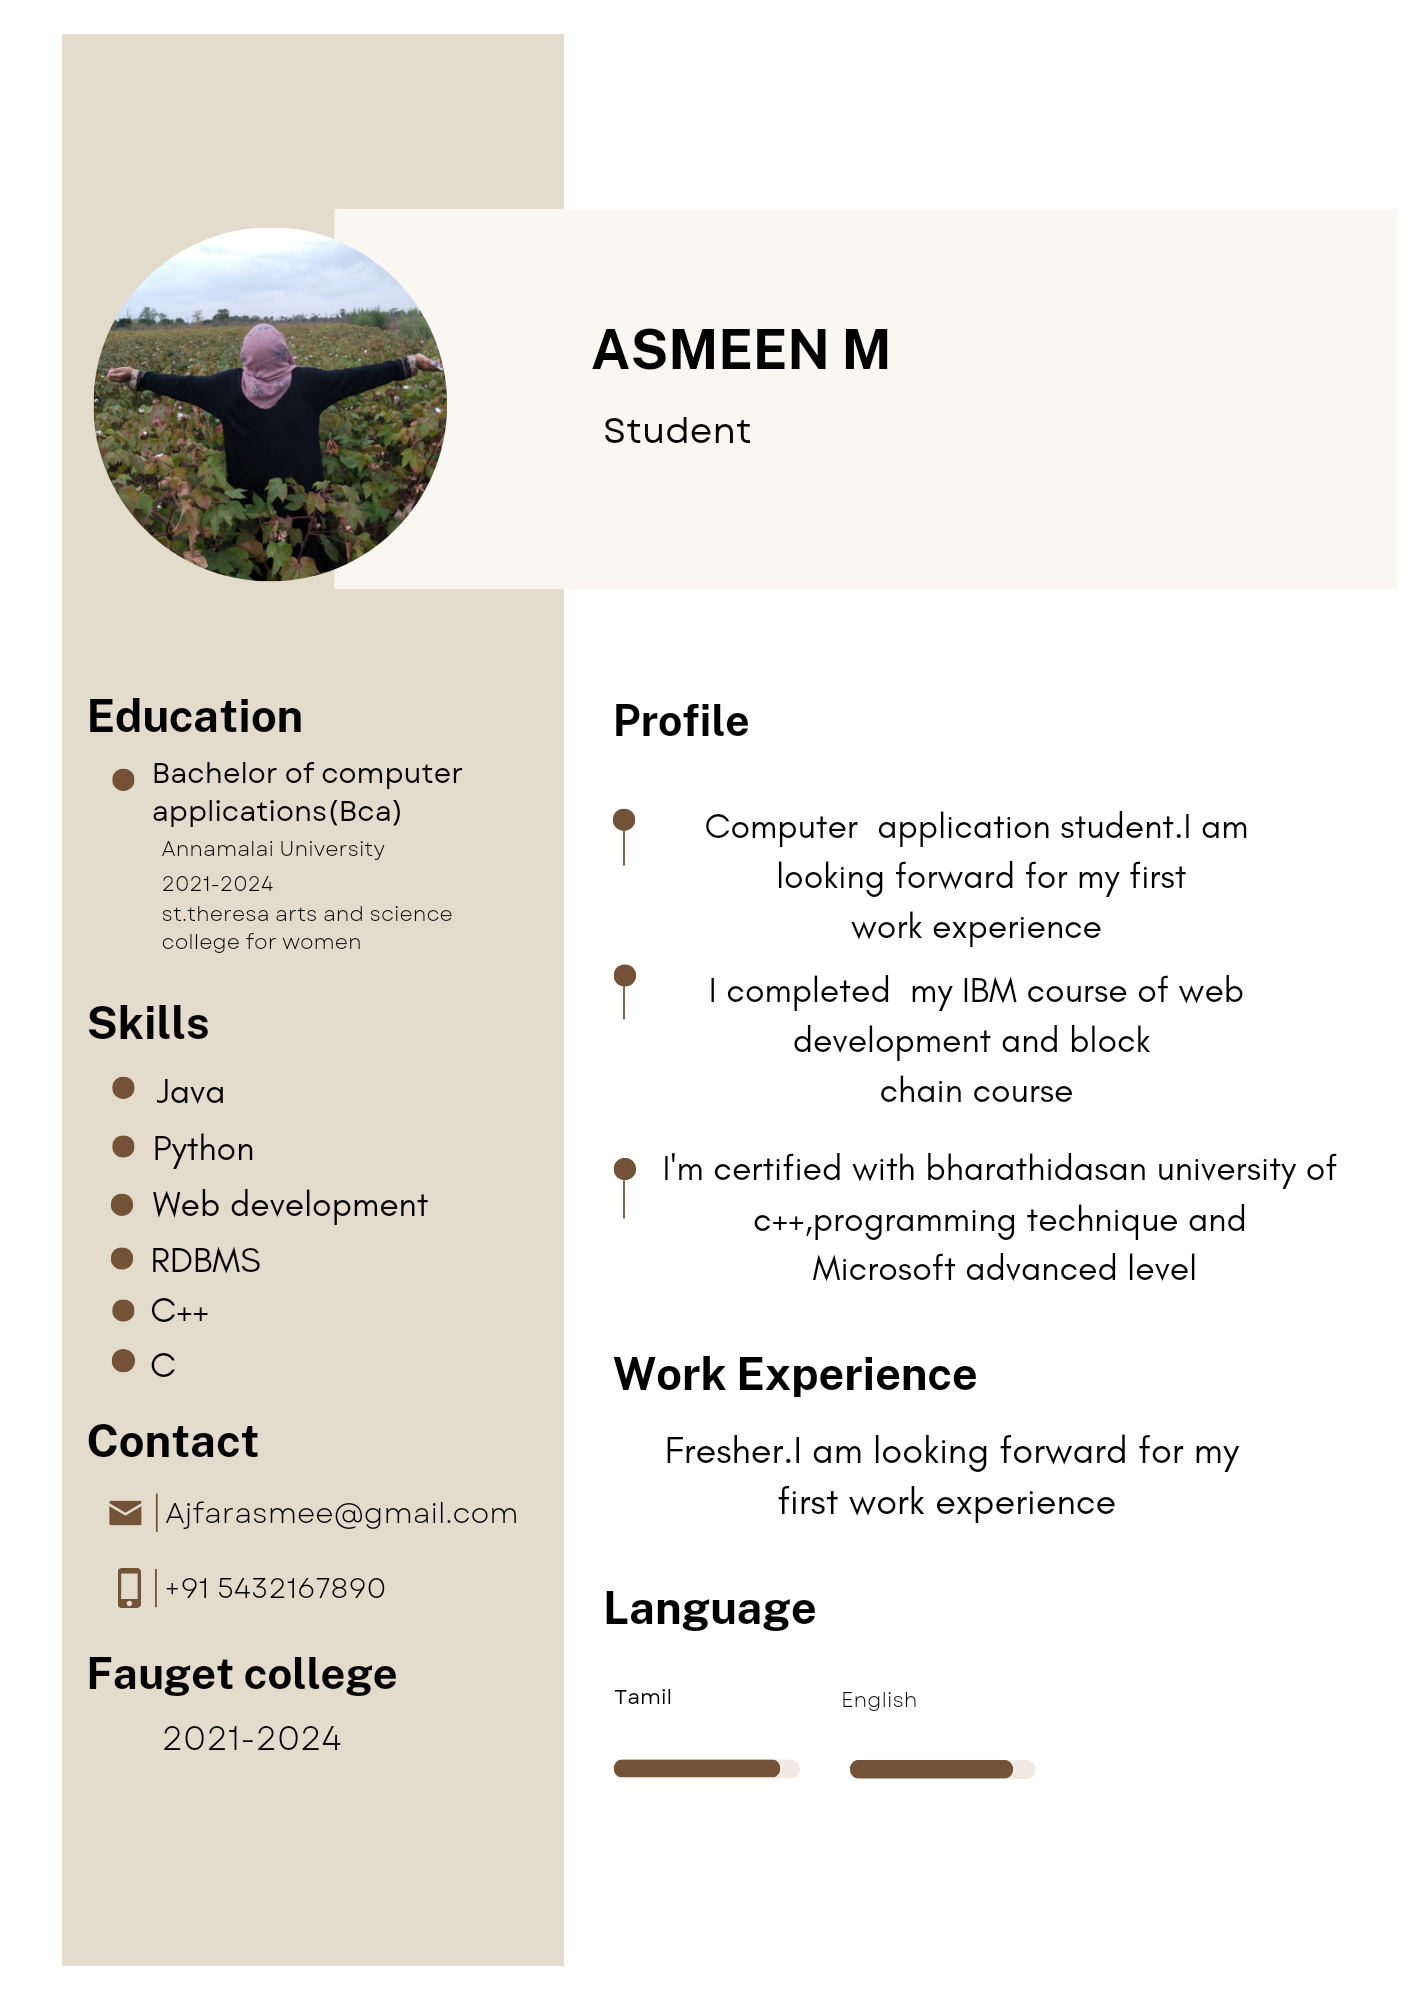 ASMEEN M
Student
Education
Bachelor of computer
applications(Bca)
Annamalai University
2021-2024
st.theresa arts and science
college for women
Skills
Java
Python
Web development
RDBMS
C++
C
Contact
Ajfarasmee@gmail.com
+91 5432167890
Fauget college
2021-2024
Profile
Computer  application student.I am
looking forward for my first
work experience
I completed  my IBM course of web
development and block
chain course
I'm certified with bharathidasan university of
c++,programming technique and
Microsoft advanced level
Work Experience
Fresher.I am looking forward for my
first work experience
Language
Tamil
English